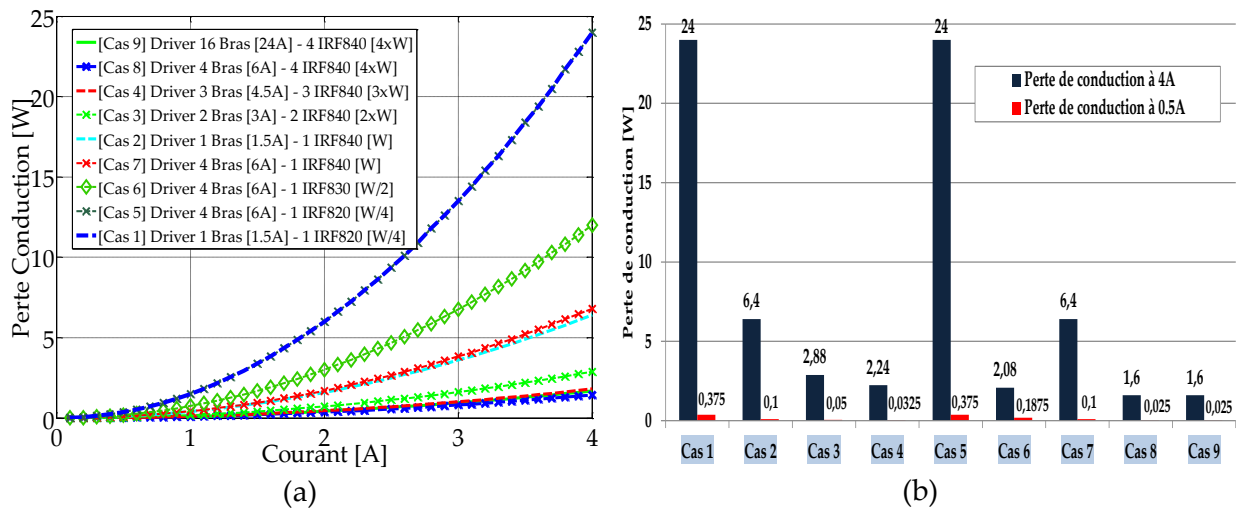 25
20
15
10
5
0
Perte Conduction [W]
[Cas 9] Driver 16 Bras [24A] - 4 IRF840 [4xW]
[Cas 8] Driver 4 Bras [6A] - 4 IRF840 [4xW]
[Cas 4] Driver 3 Bras [4.5A] - 3 IRF840 [3xW]
[Cas 3] Driver 2 Bras [3A] - 2 IRF840 [2xW]
[Cas 2] Driver 1 Bras [1.5A] - 1 IRF840 [W]
[Cas 7] Driver 4 Bras [6A] - 1 IRF840 [W]
[Cas 6] Driver 4 Bras [6A] - 1 IRF830 [W/2]
[Cas 5] Driver 4 Bras [6A] - 1 IRF820 [W/4]
[Cas 1] Driver 1 Bras [1.5A] - 1 IRF820 [W/4]
0 1 2 3 4
Courant [A]
(a)
25
20
15
10
5
0
Perte de conduction [W]
Perte de conduction à 4A
Perte de conduction à 0.5A
24
0,375
6,4
0,1
2,88
0,05
2,24
0,0325
24
0,375
2,08
0,1875
6,4
0,1
1,6
0,025
1,6
0,025
Cas 1 Cas 2 Cas 3 Cas 4 Cas 5 Cas 6 Cas 7 Cas 8 Cas 9
(b)